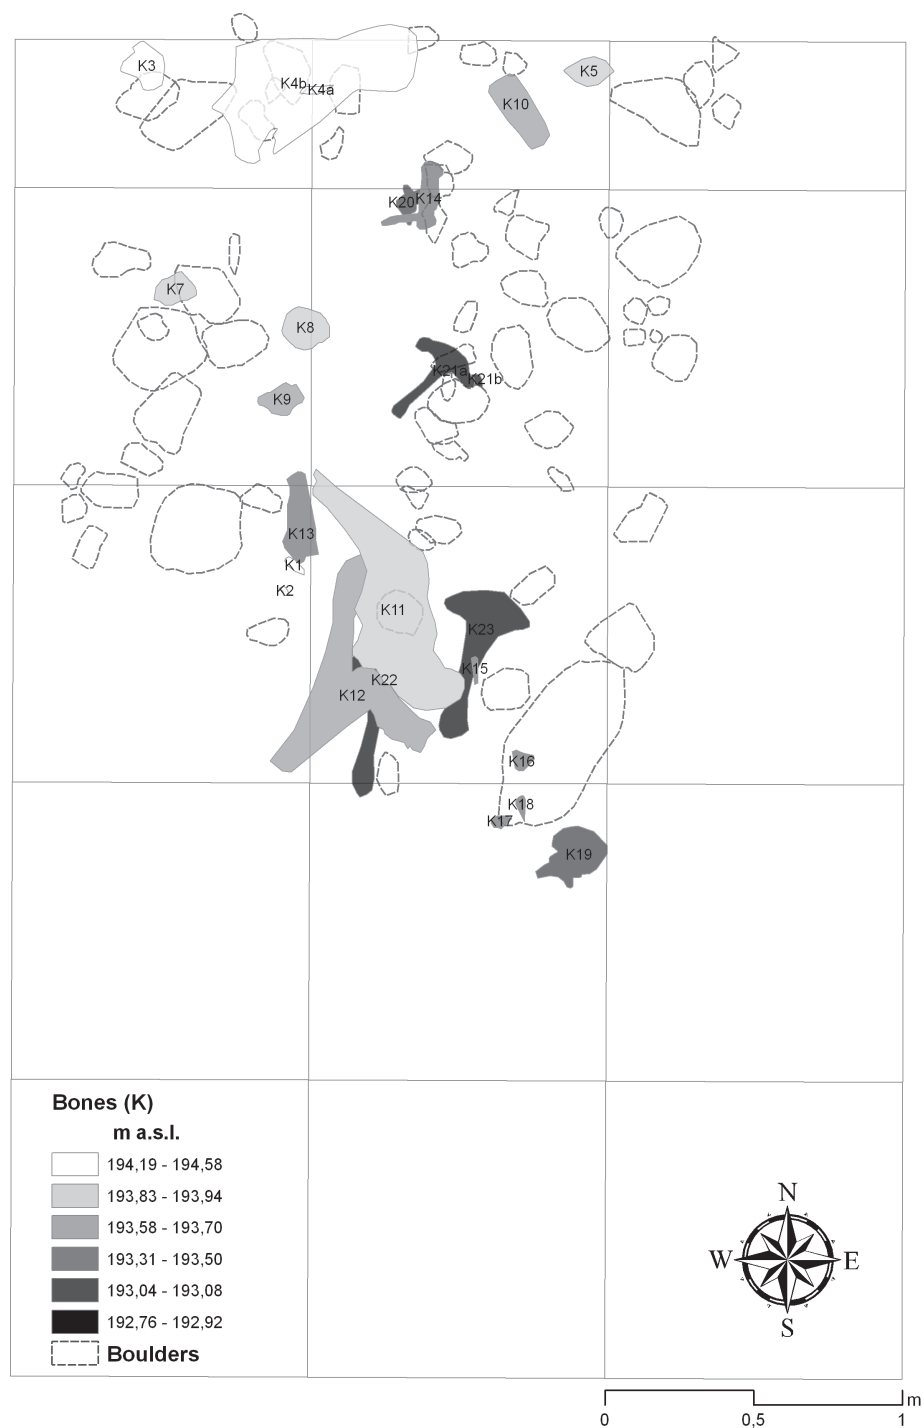 K3
K4b
K4a
K5
K10
K20
K14
K7
K8
K21a
K21b
K9
K13
K1
K2
K11
K23
K15
K22
K12
K16
K18
K17
K19
Bones (K)
m a.s.l.
194,19 - 194,58
193,83 - 193,94
193,58 - 193,70
193,31 - 193,50
193,04 - 193,08
192,76 - 192,92
Boulders
N
W
E
S
m
0
0,5
1